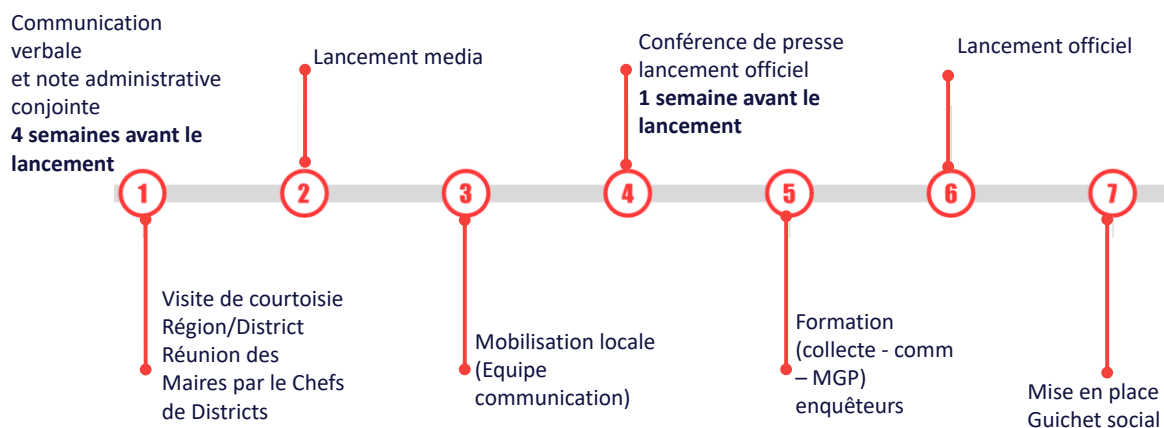 Communication
verbale
et note administrative
conjointe
4 semaines avant le
lancement
Lancement media
Conférence de presse
lancement officiel
1 semaine avant le
lancement
Lancement officiel
1
2
3
4
5
6
7
Visite de courtoisie
Région/District
Réunion des
Maires par le Chefs
de Districts
Mobilisation locale
(Equipe
communication)
Formation
(collecte - comm
– MGP)
enquêteurs
Mise en place
Guichet social